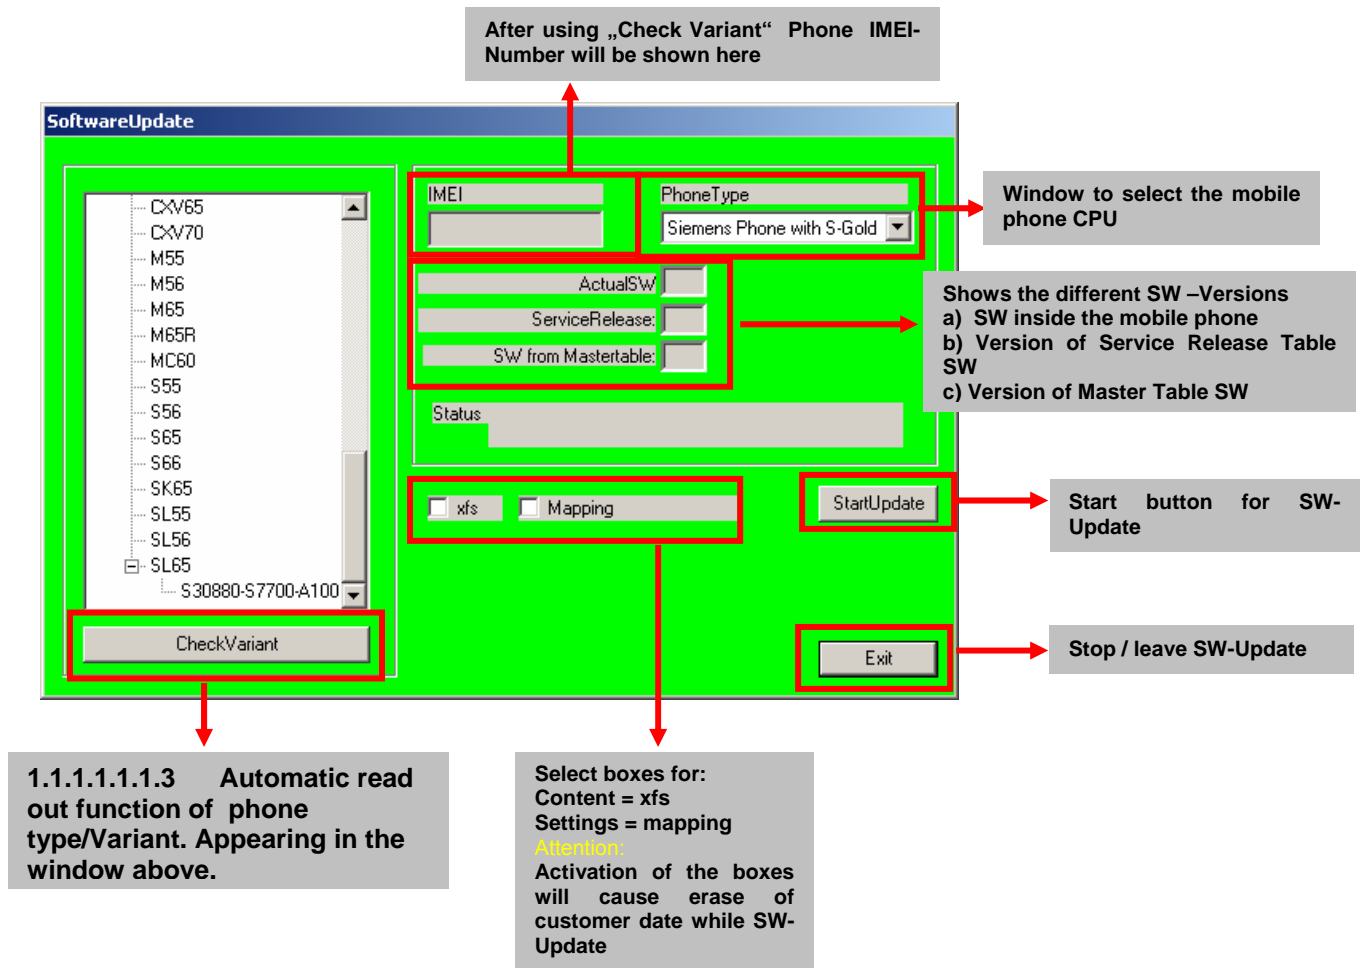 After using „Check Variant“ Phone IMEI-
Number will be shown here
SoftwareUpdate
CXV65
CXV70
M55
M56
M65
M65R
MC60
S55
S56
S65
S66
SK65
SL55
SL56
SL65
S30880-S7700-A100
CheckVariant
IMEI
PhoneType
Siemens Phone with S-Gold
ActualSW
ServiceRelease:
SW from Mastertable:
Status
xfs
Mapping
StartUpdate
Exit
Window to select the mobile
phone CPU
Shows the different SW –Versions
a) SW inside the mobile phone
b) Version of Service Release Table
SW
c) Version of Master Table SW
Start button for SW-
Update
Stop / leave SW-Update
1.1.1.1.1.1.3 Automatic read
out function of phone
type/Variant. Appearing in the
window above.
Select boxes for:
Content = xfs
Settings = mapping
Attention:
Activation of the boxes
will cause erase of
customer date while SW-
Update